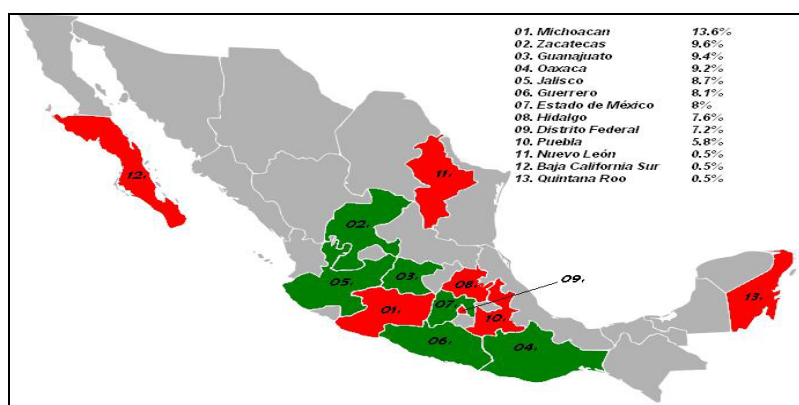 01. Michoacan 13.6%
02. Zacatecas 9.6%
03. Guanajuato 9.4%
04. Oaxaca 9.2%
05. Jalisco 8.7%
06. Guerrero 8.1%
07. Estado de México 8%
08. Hidalgo 7.6%
09. Distrito Federal 7.2%
10. Puebla 5.8%
11. Nuevo León 0.5%
12. Baja California Sur 0.5%
13. Quintana Roo 0.5%
11.
12.
02.
09.
05.
03.
08.
13.
07.
01.
10.
06.
04.